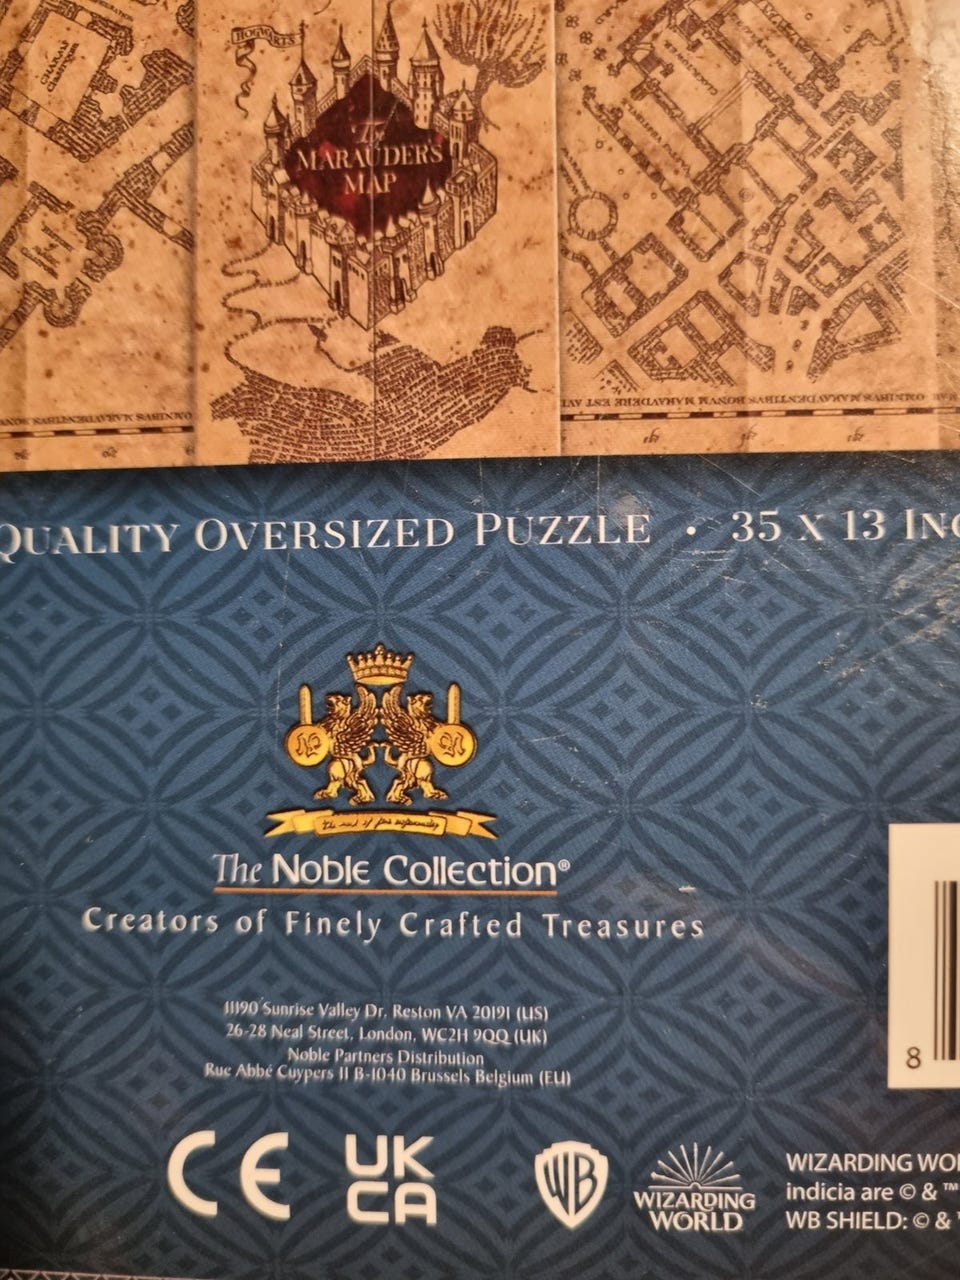 HOGWARTS
The
MARAUDER'S
MAP
QUALITY OVERSIZED PUZZLE • 35 X 13 INC
The Noble Collection®
Creators of Finely Crafted Treasures
11190 Sunrise Valley Dr, Reston VA 20191 (US)
26-28 Neal Street, London, WC2H 9QQ (UK)
Noble Partners Distribution
Rue Abbé Cuypers 11 B-1040 Brussels Belgium (EU)
8
CE
UK
CA
WB
WIZARDING
WORLD
WIZARDING WO
indicia are © & ™
WB SHIELD: © &